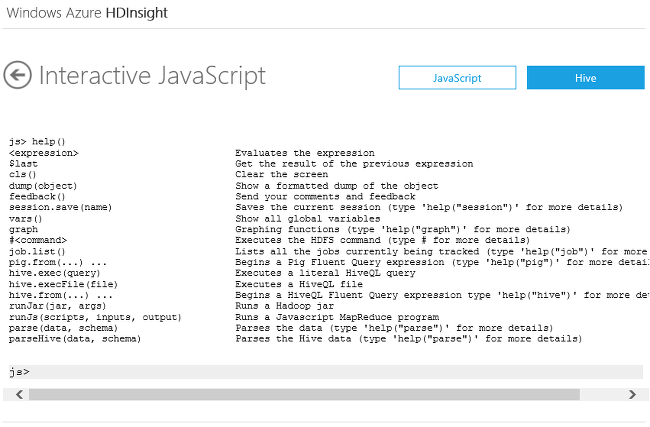 Windows Azure HDInsight
Interactive JavaScript
JavaScript
Hive
js> help()
<expression> Evaluates the expression
$last Get the result of the previous expression
cls() Clear the screen
dump(object) Show a formatted dump of the object
feedback() Send your comments and feedback
session.save(name) Saves the current session (type 'help("session")' for more details)
vars() Show all global variables
graph Graphing functions (type 'help("graph")' for more details)
#<command> Executes the HDFS command (type # for more details)
job.list() Lists all the jobs currently being tracked (type 'help("job")' for more
pig.from(...) ... Begins a Pig Fluent Query expression (type 'help("pig")' for more detai
hive.exec(query) Executes a literal HiveQL query
hive.execFile(file) Executes a HiveQL file
hive.from(...) ... Begins a HiveQL Fluent Query expression type 'help("hive")' for more de
runJar(jar, args) Runs a Hadoop jar
runJs(scripts, inputs, output) Runs a Javascript MapReduce program
parse(data, schema) Parses the data (type 'help("parse")' for more details)
parseHive(data, schema) Parses the Hive data (type 'help("parse")' for more details)
js>